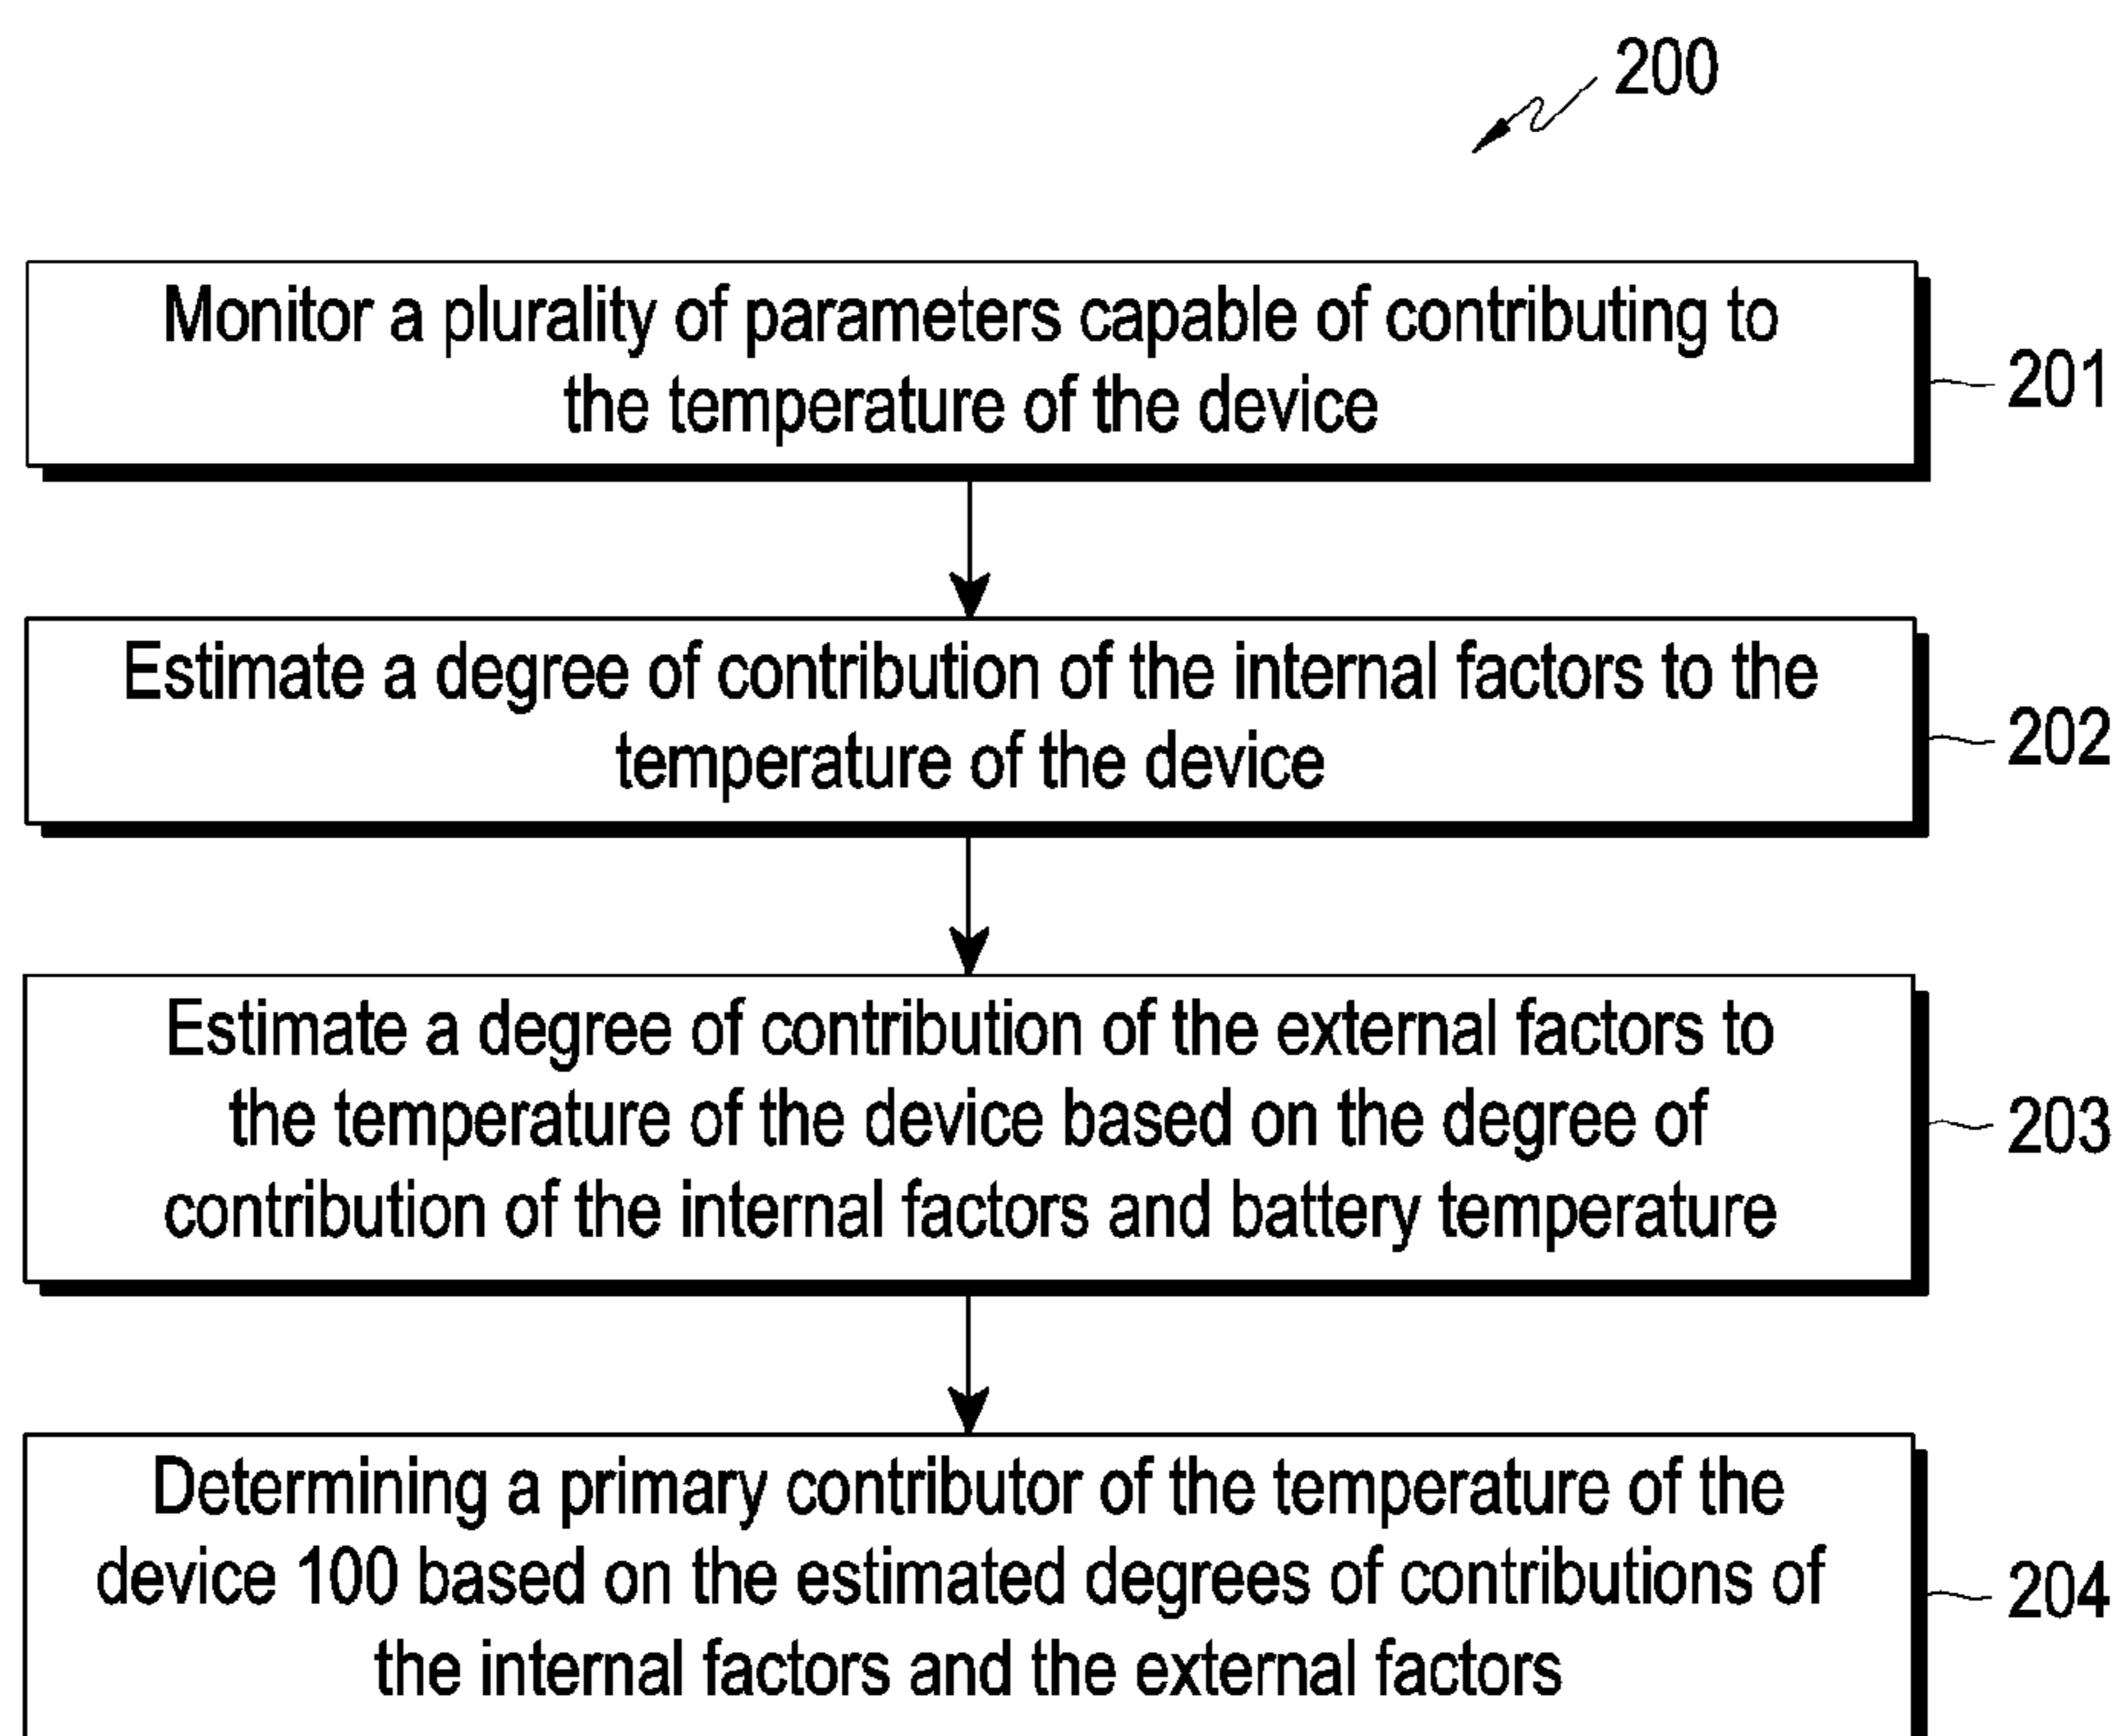 200
Monitor a plurality of parameters capable of contributing to
the temperature of the device
201
Estimate a degree of contribution of the internal factors to the
temperature of the device
202
Estimate a degree of contribution of the external factors to
the temperature of the device based on the degree of
contribution of the internal factors and battery temperature
203
Determining a primary contributor of the temperature of the
device 100 based on the estimated degrees of contributions of
the internal factors and the external factors
204